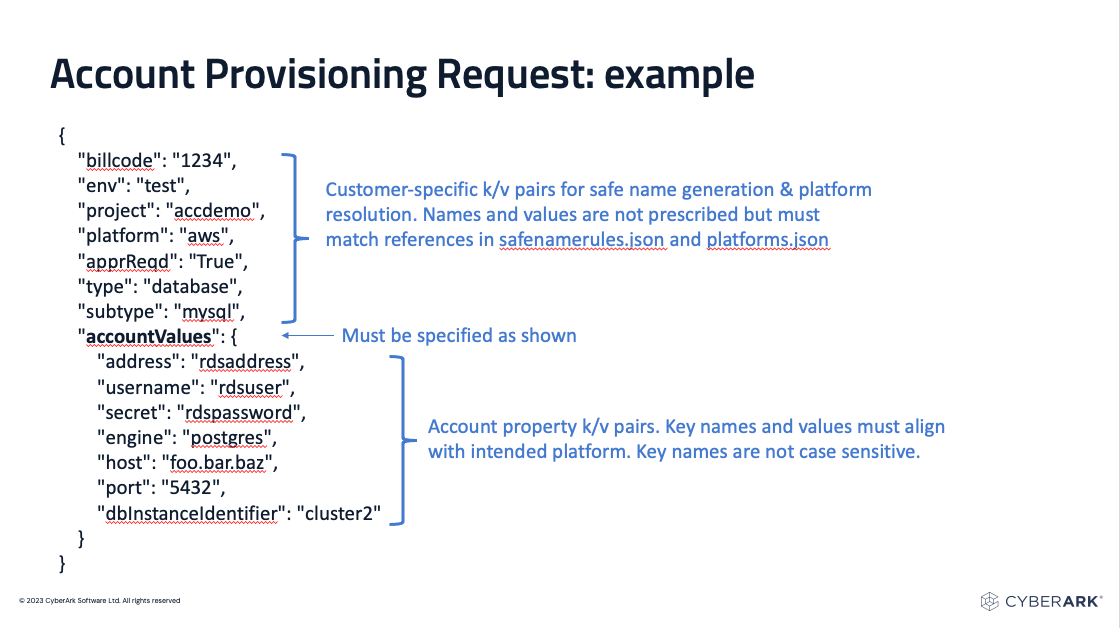 Account Provisioning Request: example
{
"billcode": "1234",
"env": "test",
"project": "accdemo",
"platform": "aws",
"apprReqd": "True",
"type": "database",
"subtype": "mysql",
Customer-specific k/v pairs for safe name generation & platform
resolution. Names and values are not prescribed but must
match references in safenamerules.json and platforms.json
"accountValues": {
Must be specified as shown
"address": "rdsaddress",
"username": "rdsuser",
"secret": "rdspassword",
"engine": "postgres",
"host": "foo.bar.baz",
"port": "5432",
"dbInstanceIdentifier": "cluster2"
Account property k/v pairs. Key names and values must align
with intended platform. Key names are not case sensitive.
}
}
© 2023 CyberArk Software Ltd. All rights reserved
CYBERARK®